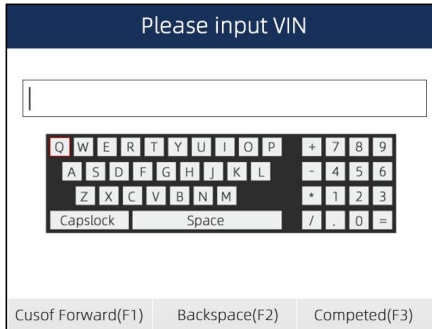 Please input VIN
Q W E R T Y U I O P + 7 8 9
A S D F G H J K L - 4 5 6
Z X C V B N M * 1 2 3
Capslock Space / . 0 =
Cusof Forward(F1) Backspace(F2) Competed(F3)